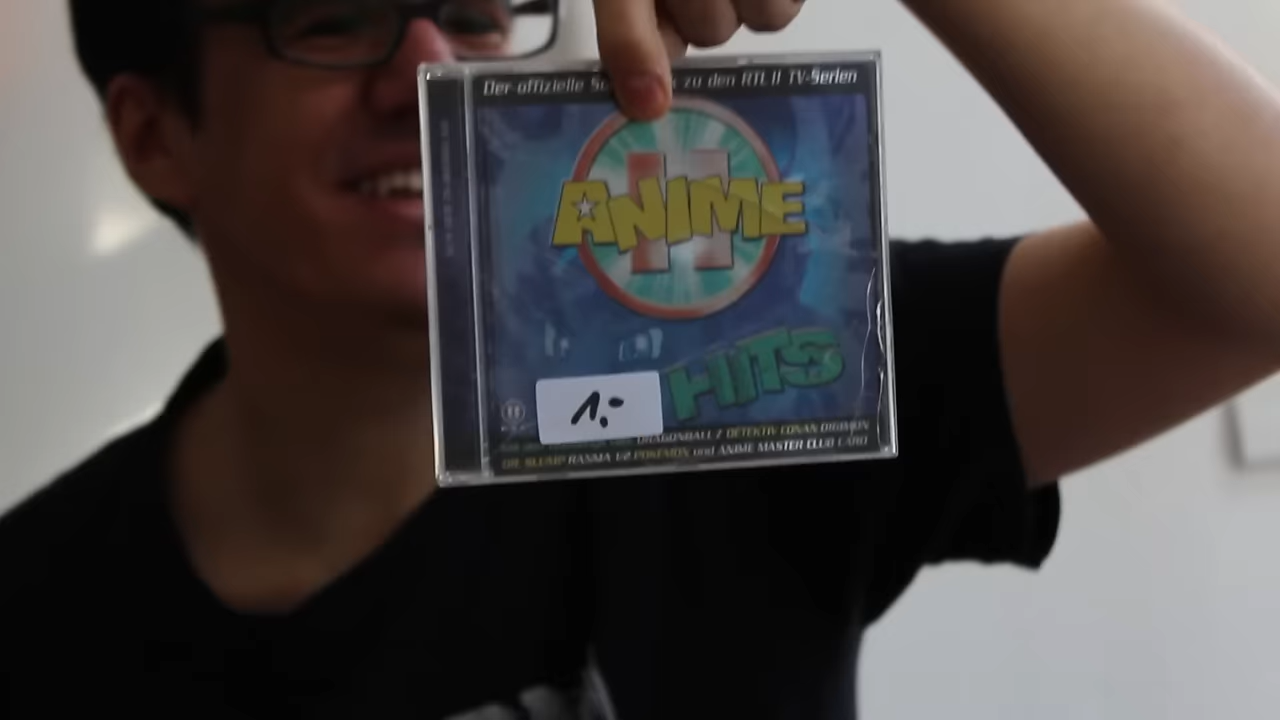 Der offizielle zu den RTL II TV-Serien
II
ANIME
HITS
1,-
DRAGONBALL Z DETEKTIV CONAN DIGIMON
DR. SLUMP RANMA 1/2 POKÉMON und ANIME MASTER CLUB CARD